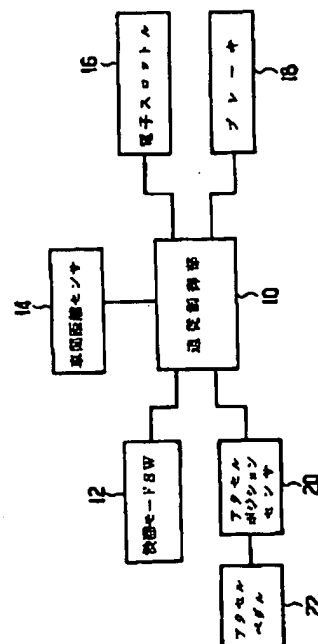 14
車間距離センサ
12
モードSW
16
電子スロットル
追従制御部
10
22
アクセル
ペダル
20
アクセル
ポジション
センサ
18
ブレーキ